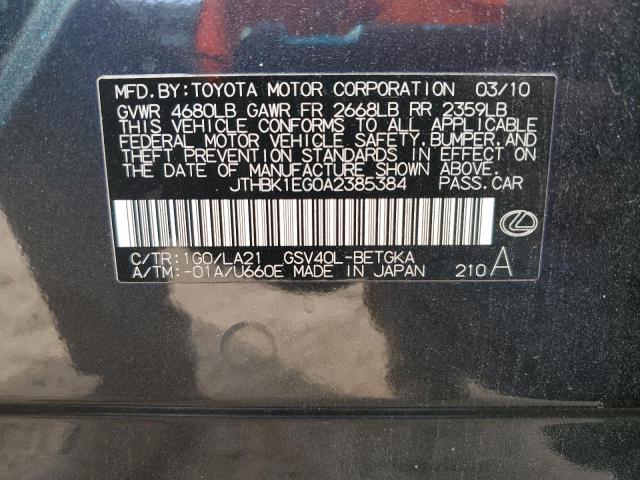 MFD.BY:TOYOTA MOTOR CORPORATION 03/10
GVWR 4680LB GAWR FR 2668LB RR 2359LB
THIS VEHICLE CONFORMS TO ALL APPLICABLE
FEDERAL MOTOR VEHICLE SAFETY,BUMPER,AND
THEFT PREVENTION STANDARDS IN EFFECT ON
THE DATE OF MANUFACTURE SHOWN ABOVE.
JTHBK1EG0A2385384 PASS.CAR
C/TR:1G0/LA21 GSV40L-BETGKA
A/TM:-01A/U660E MADE IN JAPAN 210 A